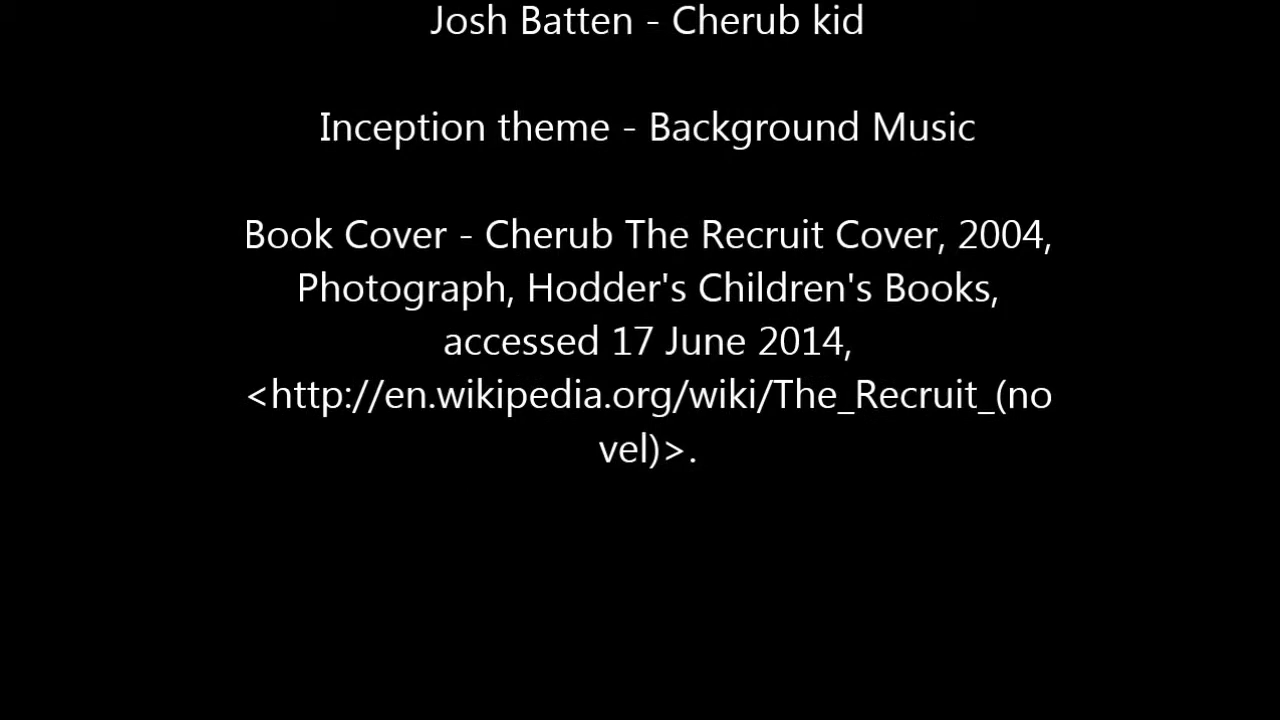 Josh Batten - Cherub kid
Inception theme - Background Music
Book Cover - Cherub The Recruit Cover, 2004,
Photograph, Hodder's Children's Books,
accessed 17 June 2014,
<http://en.wikipedia.org/wiki/The_Recruit_(no
vel)>.